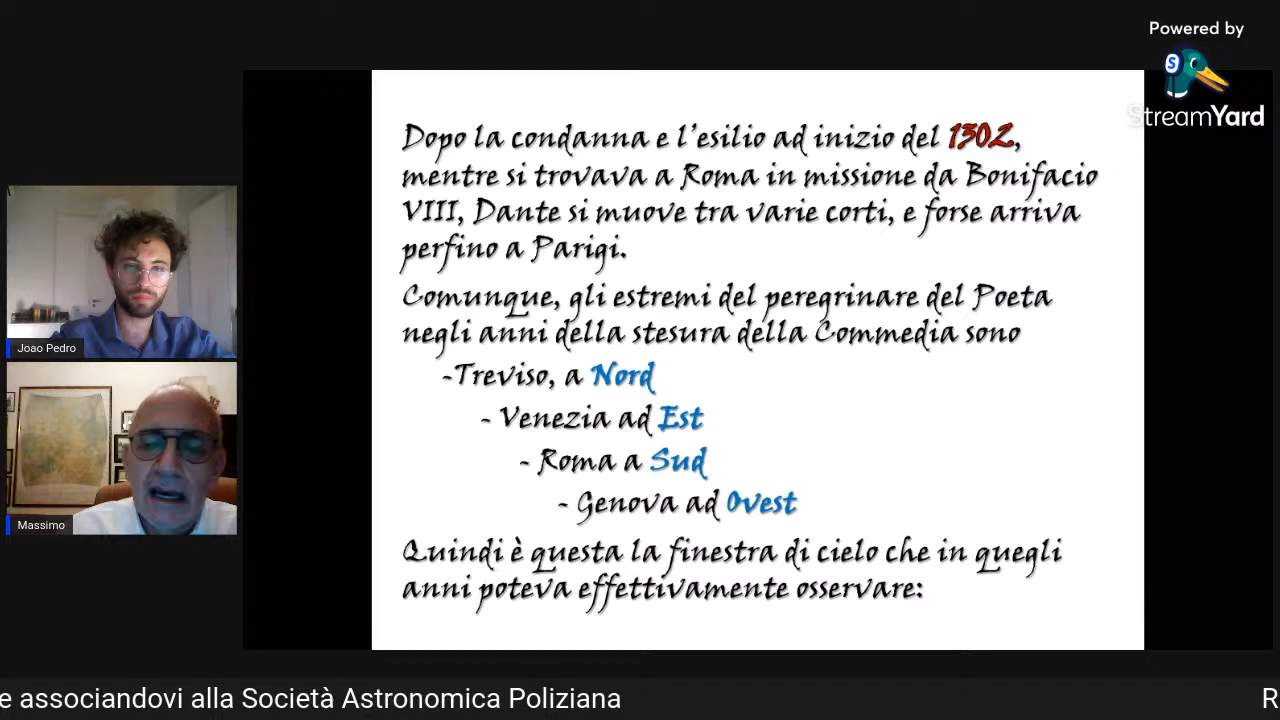 Powered by
StreamYard
Dopo la condanna e l'esilio ad inizio del 1302,
mentre si trovava a Roma in missione da Bonifacio
VIII, Dante si muove tra varie corti, e forse arriva
perfino a Parigi.
Comunque, gli estremi del peregrinare del Poeta
negli anni della stesura della Commedia sono
-Treviso, a Nord
- Venezia ad Est
- Roma a Sud
- Genova ad Ovest
Quindi è questa la finestra di cielo che in quegli
anni poteva effettivamente osservare:
Joao Pedro
Massimo
e associandovi alla Società Astronomica Poliziana
R